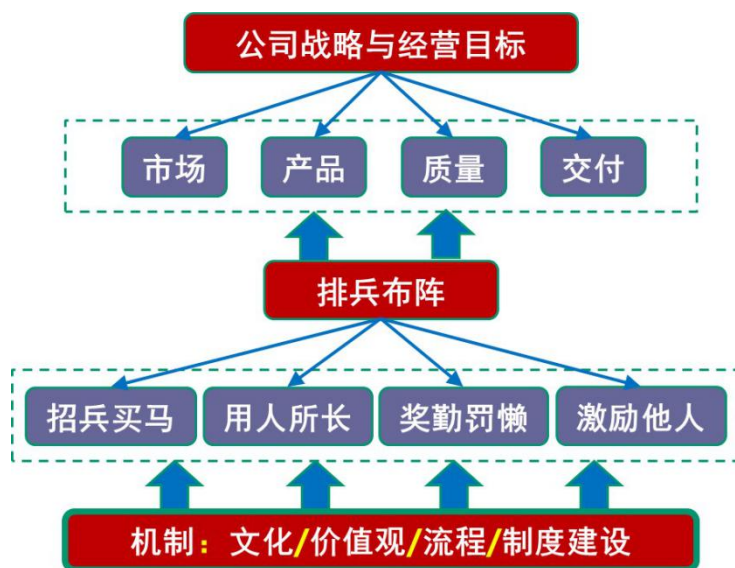 公司战略与经营目标
市场 产品 质量 交付
排兵布阵
招兵买马 用人所长 奖勤罚懒 激励他人
机制：文化/价值观/流程/制度建设